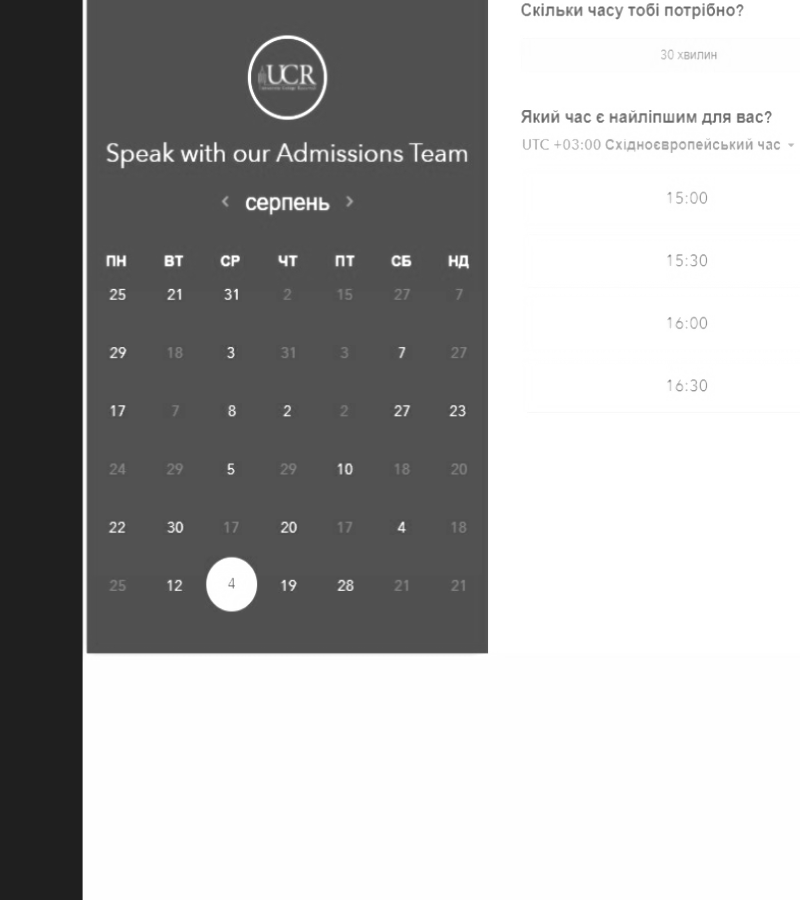 UCR
Speak with our Admissions Team
серпень
ПН ВТ СР ЧТ ПТ СБ НД
25 21 31 2 15 27 7
29 18 3 31 3 7 27
17 7 8 2 2 27 23
24 29 5 29 10 18 20
22 30 17 20 17 4 18
25 12 4 19 28 21 21
Скільки часу тобі потрібно?
30 хвилин
Який час є найліпшим для вас?
UTC +03:00 Східноєвропейський час
15:00
15:30
16:00
16:30